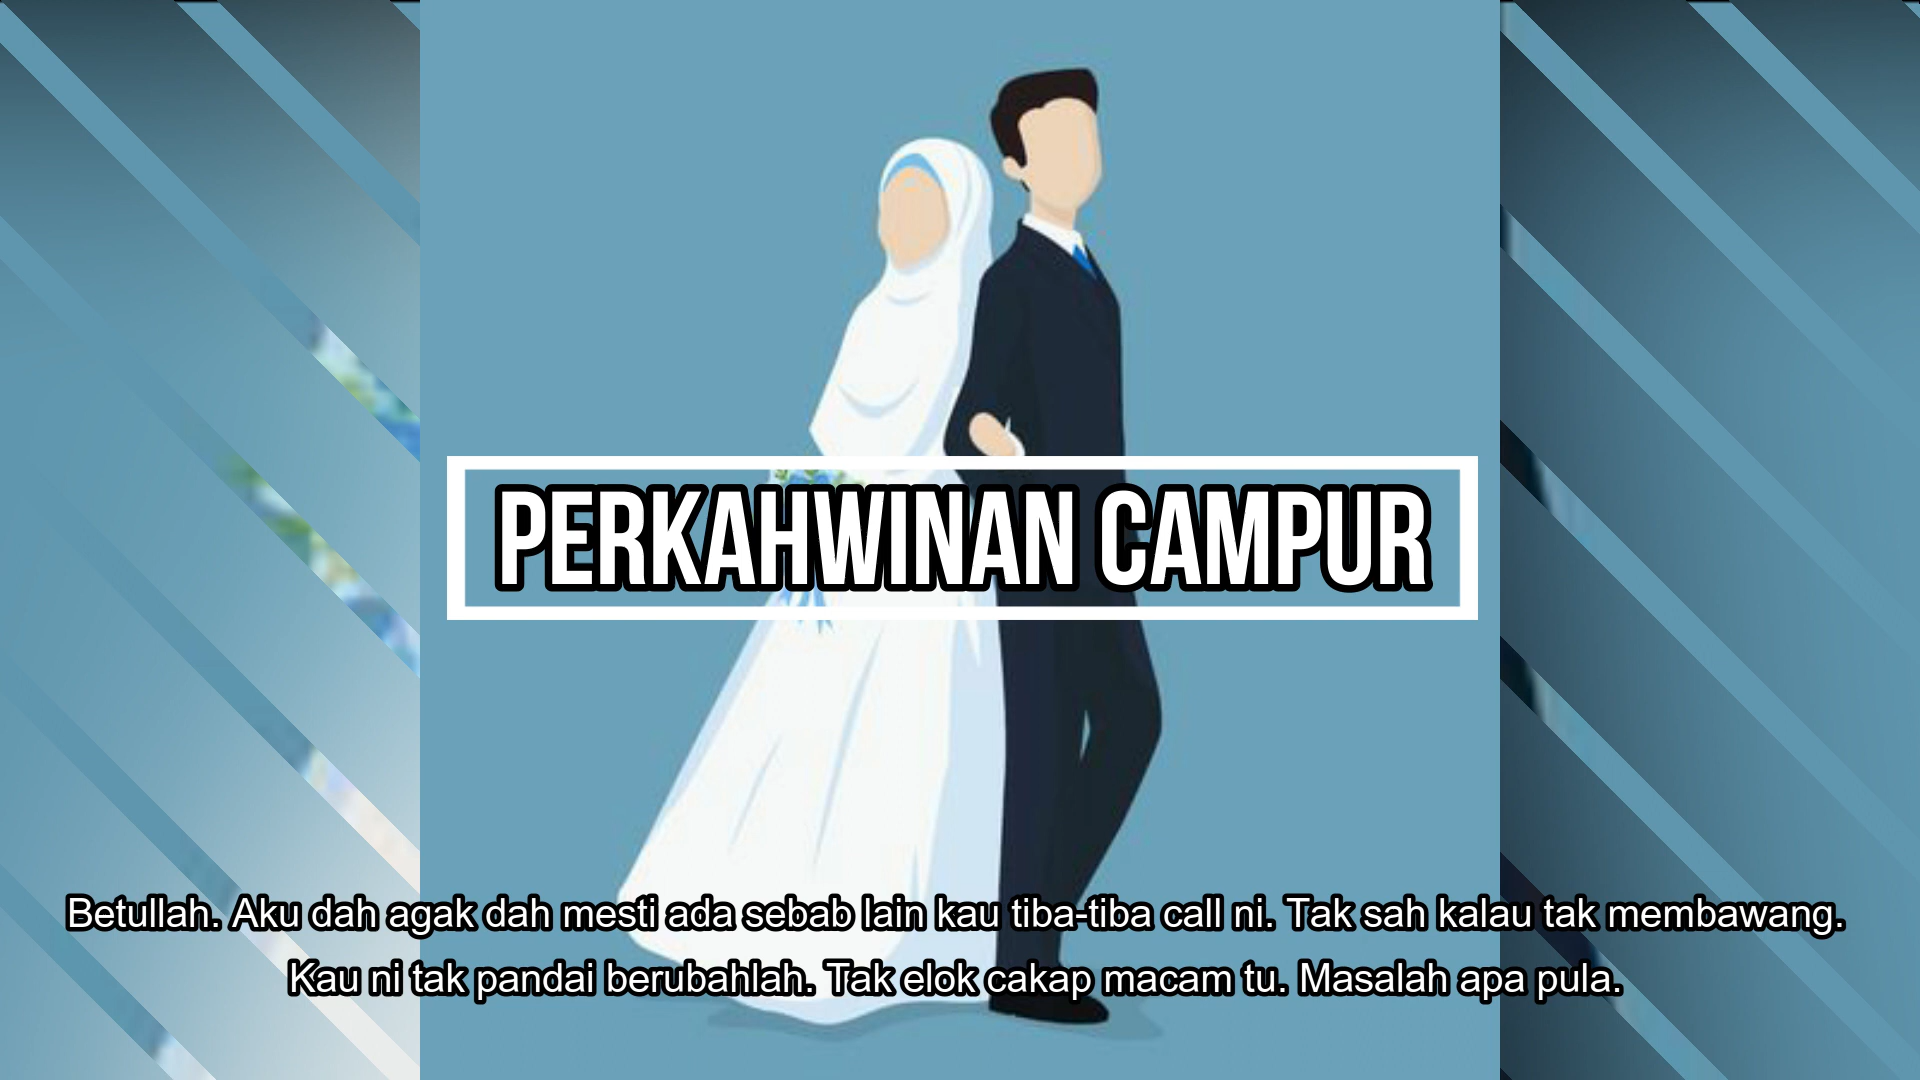 PERKAHWINAN CAMPUR
Betullah. Aku dah agak dah mesti ada sebab lain kau tiba-tiba call ni. Tak sah kalau tak membawang.
Kau ni tak pandai berubahlah. Tak elok cakap macam tu. Masalah apa pula.